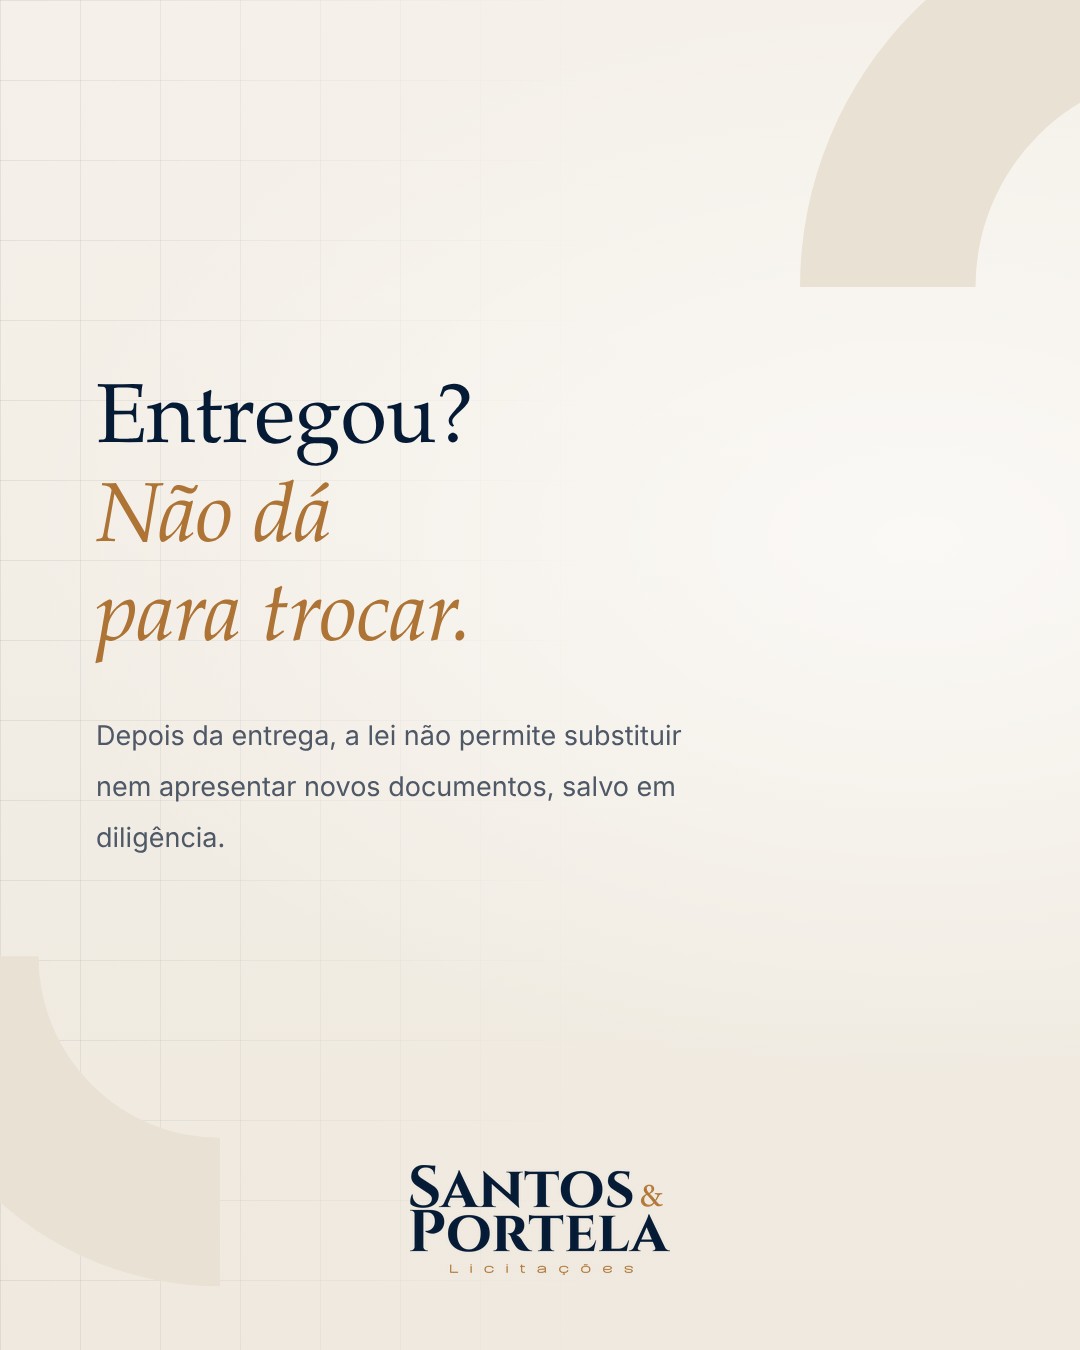 Entregou?
Não dá
para trocar.
Depois da entrega, a lei não permite substituir
nem apresentar novos documentos, salvo em
diligência.
SANTOS &
PORTELA
Licitações